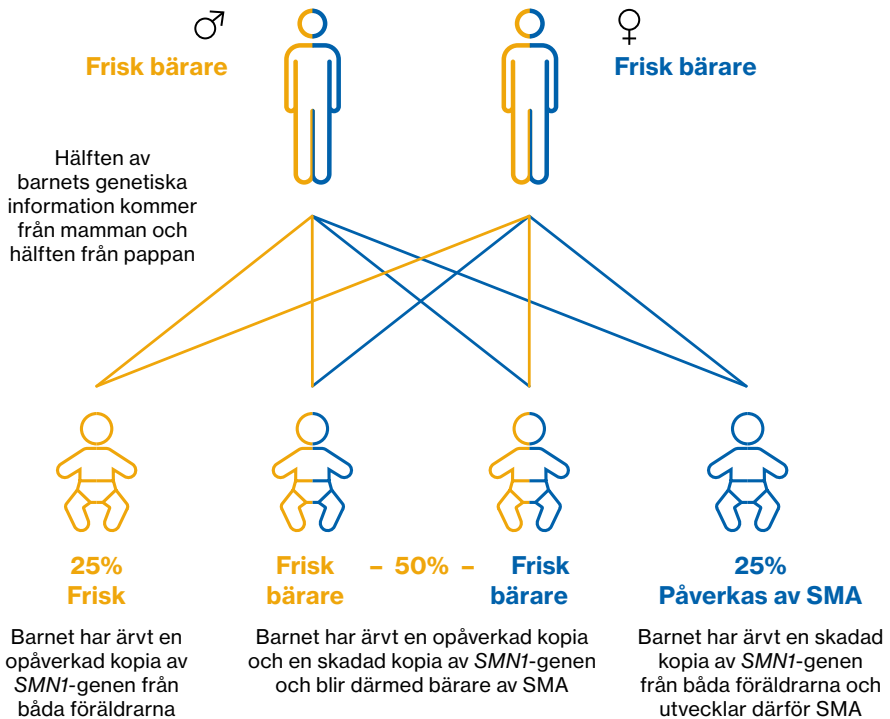 Frisk bärare
Frisk bärare
Hälften av
barnets genetiska
information kommer
från mamman och
hälften från pappan
25%
Frisk
Frisk
bärare
– 50% –
Frisk
bärare
25%
Påverkas av SMA
Barnet har ärvt en
opåverkad kopia av
SMN1-genen från
båda föräldrarna
Barnet har ärvt en opåverkad kopia
och en skadad kopia av SMN1-genen
och blir därmed bärare av SMA
Barnet har ärvt en skadad
kopia av SMN1-genen
från båda föräldrarna och
utvecklar därför SMA